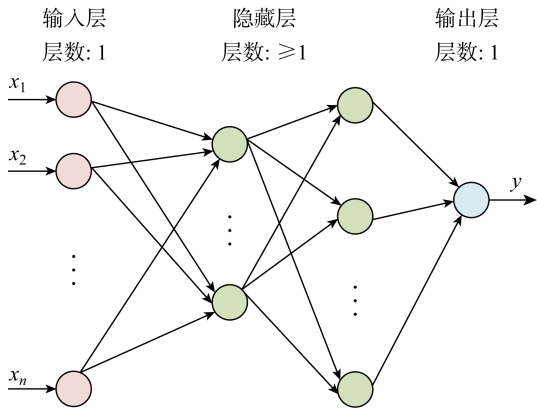 输入层
层数: 1
隐藏层
层数: ≥1
输出层
层数: 1
x₁
x₂
xₙ
y